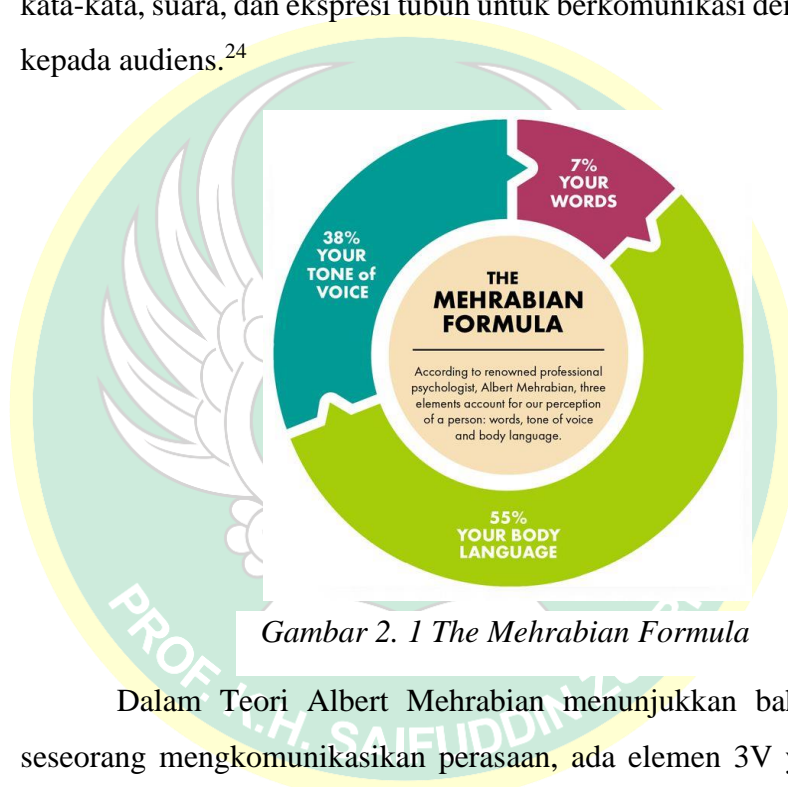 kata-kata, suara, dan ekspresi tubuh untuk berkomunikasi
kepada audiens.24
7%
YOUR
WORDS
38%
YOUR
TONE of
VOICE
THE
MEHRABIAN
FORMULA
According to renowned professional
psychologist, Albert Mehrabian, three
elements account for our perception
of a person: words, tone of voice
and body language.
55%
YOUR BODY
LANGUAGE
Gambar 2. 1 The Mehrabian Formula
Dalam Teori Albert Mehrabian menunjukkan
seseorang mengkomunikasikan perasaan, ada elemen 3V
PROF. K.H. SAIFUDDIN